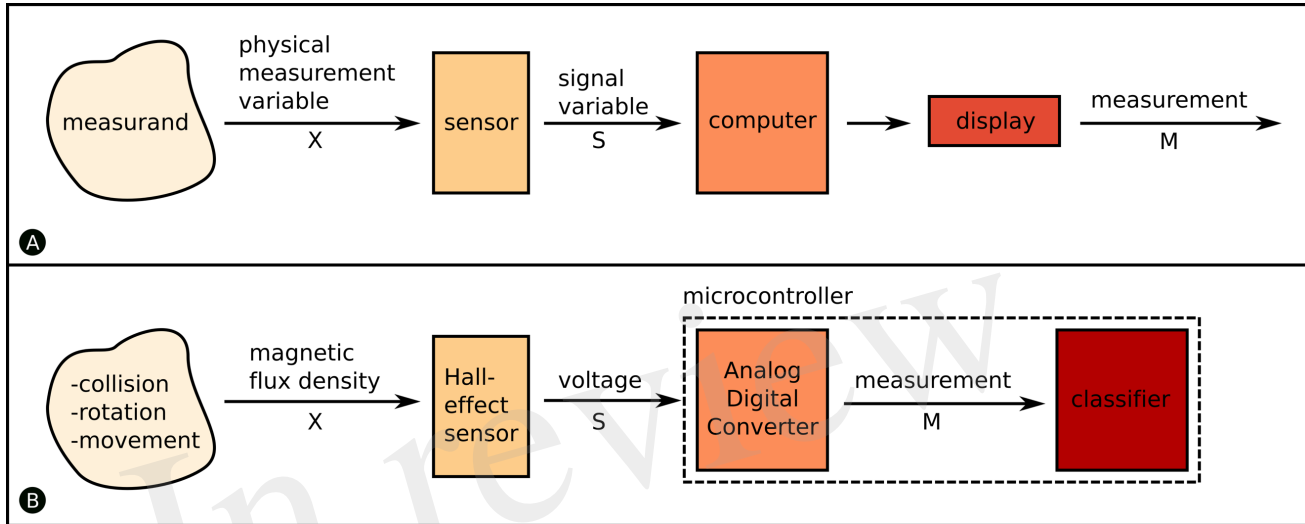 physical
measurement
variable
measurand
X
sensor
signal
variable
S
computer
display
measurement
M
A
microcontroller
-collision
-rotation
-movement
magnetic
flux density
X
Hall-
effect
sensor
voltage
S
Analog
Digital
Converter
measurement
M
classifier
B
In review